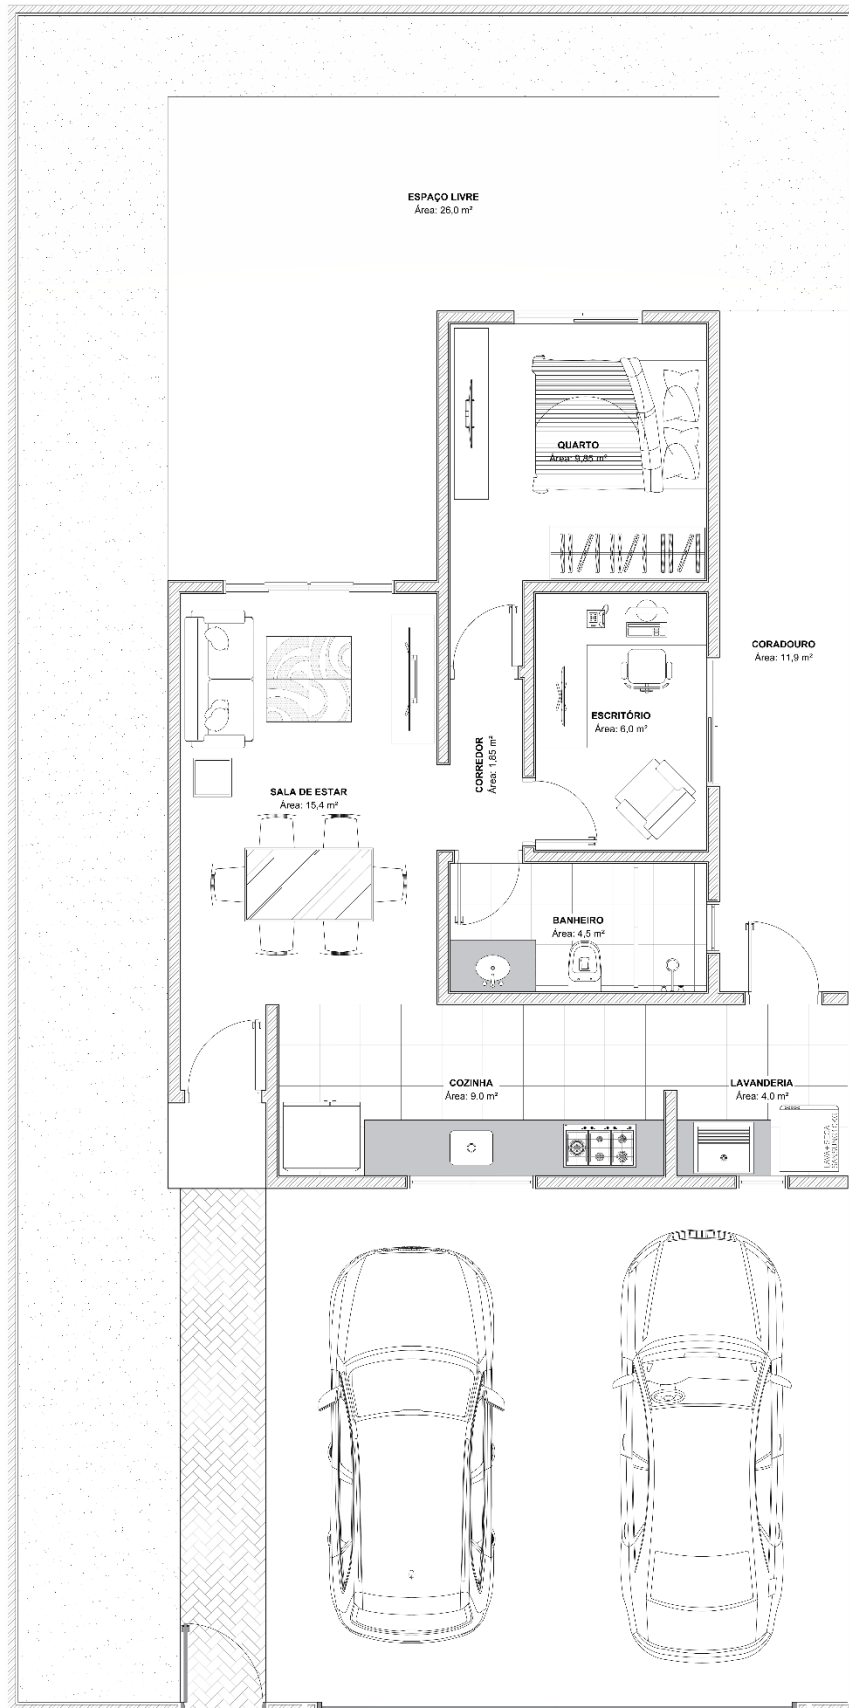 ESPAÇO LIVRE
Área: 26,0 m²
QUARTO
Área: 9,85 m²
CORADOURO
Área: 11,9 m²
ESCRITÓRIO
Área: 6,0 m²
CORREDOR
Área: 1,85 m²
SALA DE ESTAR
Área: 15,4 m²
BANHEIRO
Área: 4,5 m²
COZINHA
Área: 9,0 m²
LAVANDERIA
Área: 4,0 m²